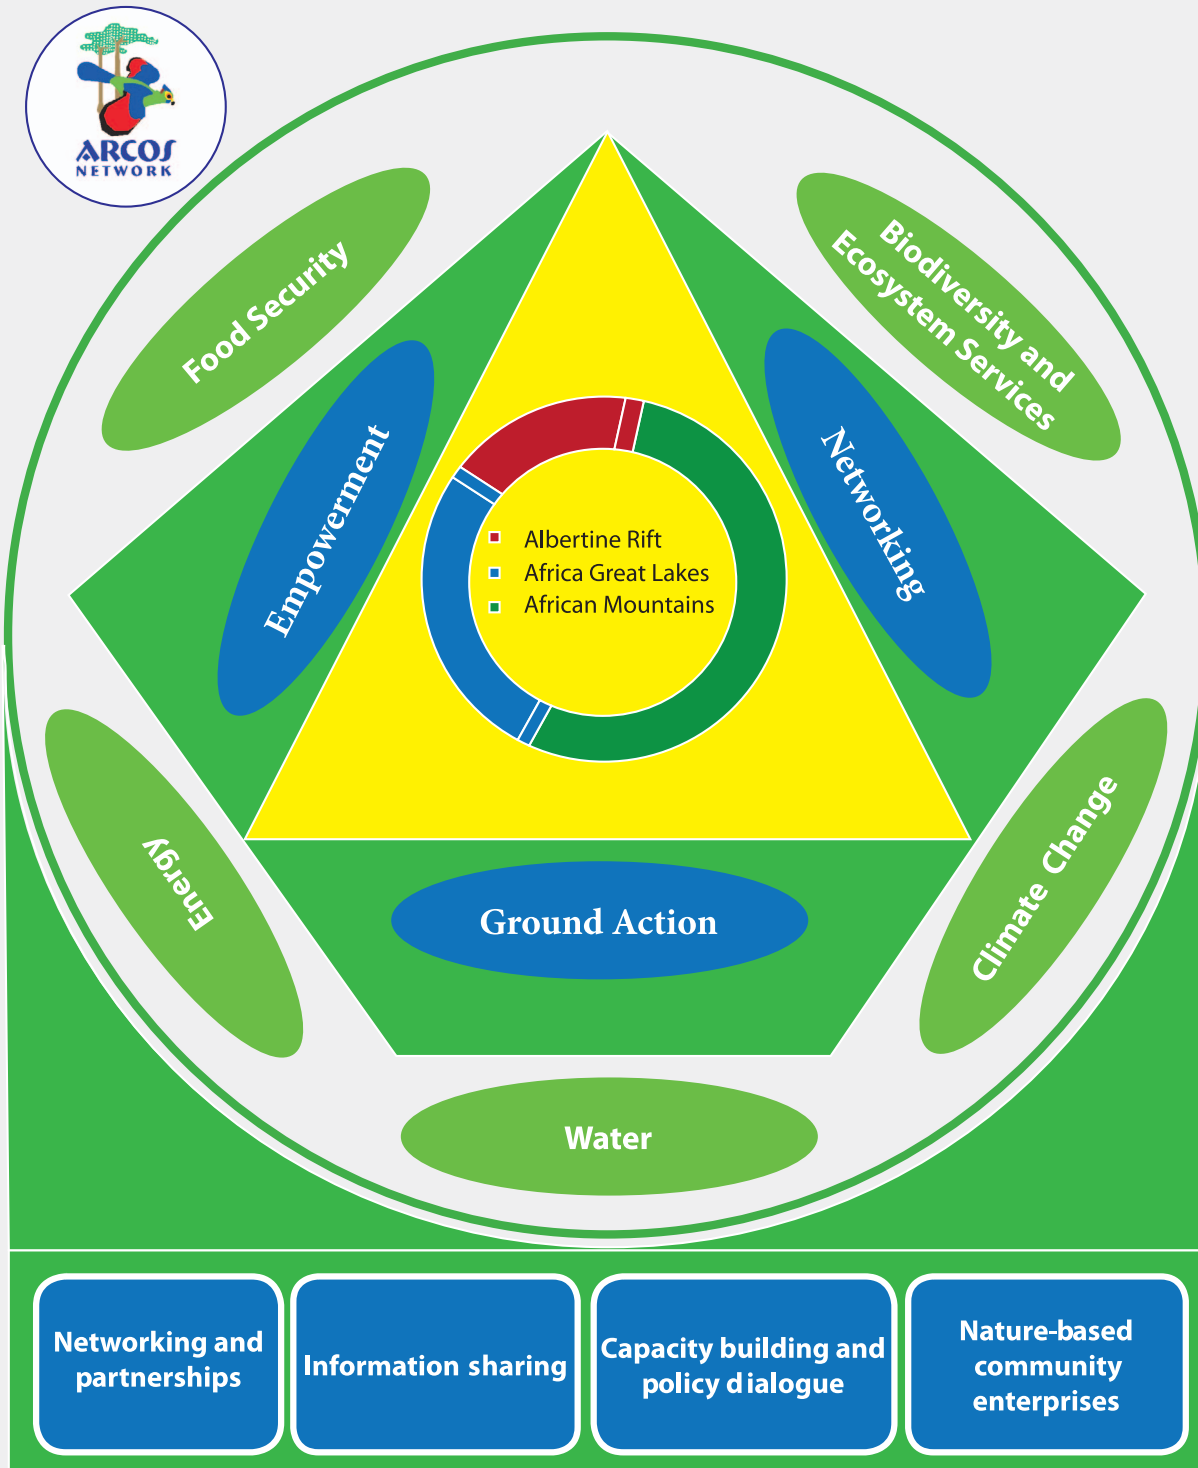 ARCOS
NETWORK
Food Security
Biodiversity and
Ecosystem Services
Empowerment
Networking
Albertine Rift
Africa Great Lakes
African Mountains
Energy
Climate Change
Ground Action
Water
Networking and
partnerships
Information sharing
Capacity building and
policy dialogue
Nature-based
community
enterprises